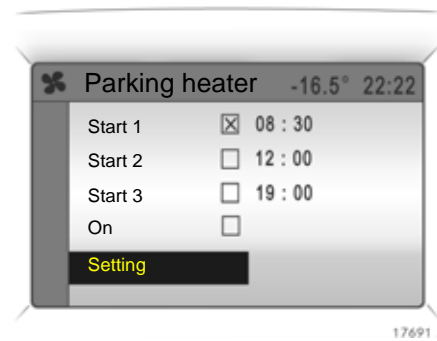 Parking heater -16.5° 22:22
Start 1 08 : 30
Start 2 12 : 00
Start 3 19 : 00
On
Setting
17691